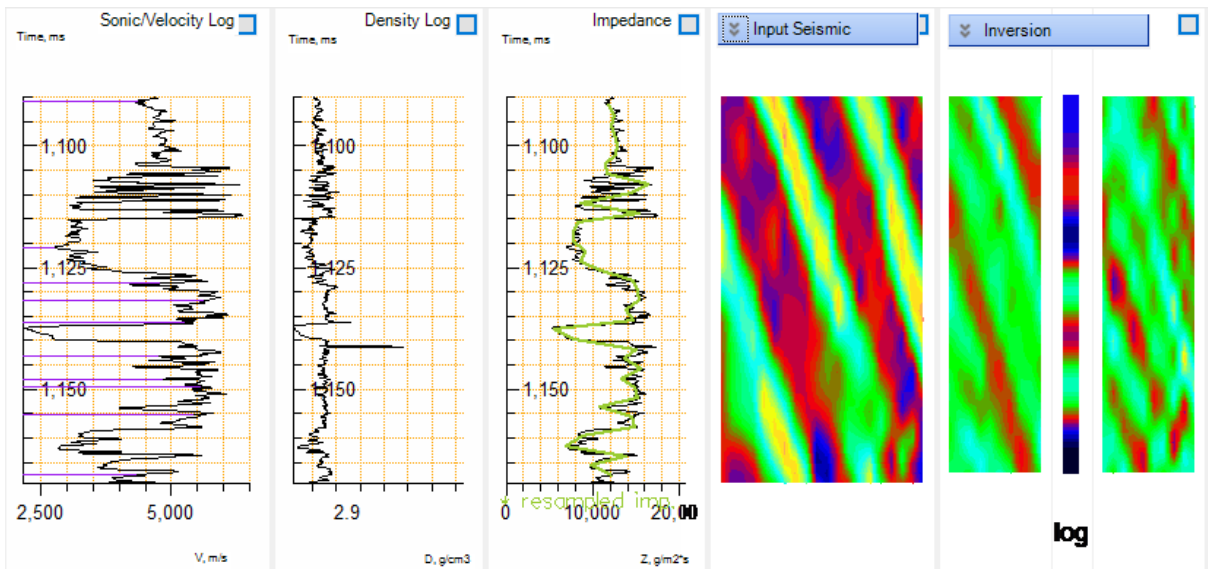 Sonic/Velocity Log
Time, ms
1,100
1,125
1,150
2,500 5,000
V, m/s
Density Log
Time, ms
1,100
1,125
1,150
2.9
D, g/cm3
Impedance
Time, ms
1,100
1,125
1,150
* resampled imp.
0 10,000 20,00
Z, g/m2*s
Input Seismic
Inversion
log